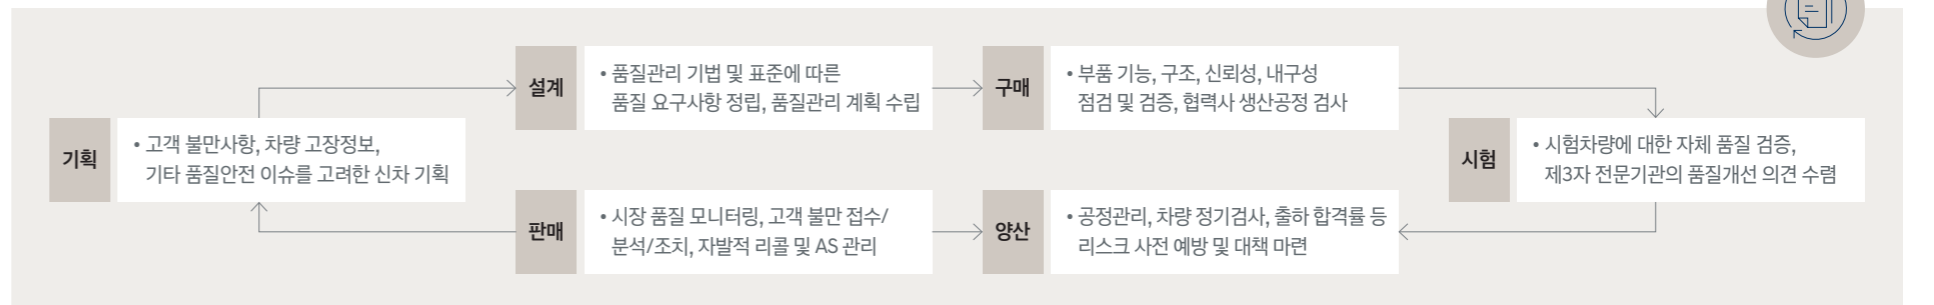 기획
• 고객 불만사항, 차량 고장정보,
기타 품질안전 이슈를 고려한 신차 기획
설계
• 품질관리 기법 및 표준에 따른
품질 요구사항 정립, 품질관리 계획 수립
구매
• 부품 기능, 구조, 신뢰성, 내구성
점검 및 검증, 협력사 생산공정 검사
시험
• 시험차량에 대한 자체 품질 검증,
제3자 전문기관의 품질개선 의견 수렴
양산
• 공정관리, 차량 정기검사, 출하 합격률 등
리스크 사전 예방 및 대책 마련
판매
• 시장 품질 모니터링, 고객 불만 접수/
분석/조치, 자발적 리콜 및 AS 관리